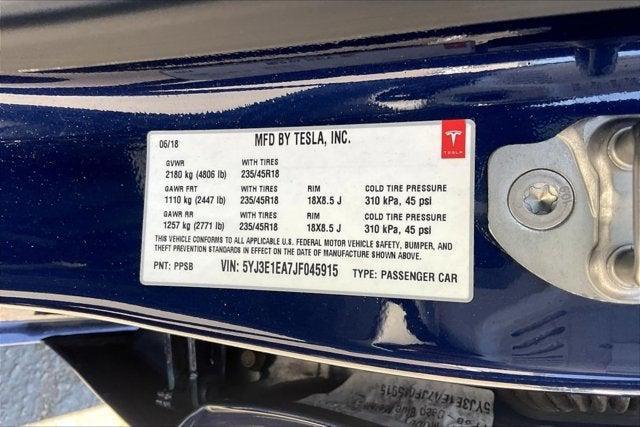 06/18 MFD BY TESLA, INC.
TESLA
GVWR WITH TIRES
2180 kg (4806 lb) 235/45R18
GAWR FRT WITH TIRES RIM COLD TIRE PRESSURE
1110 kg (2447 lb) 235/45R18 18X8.5 J 310 kPa, 45 psi
GAWR RR WITH TIRES RIM COLD TIRE PRESSURE
1257 kg (2771 lb) 235/45R18 18X8.5 J 310 kPa, 45 psi
THIS VEHICLE CONFORMS TO ALL APPLICABLE U.S. FEDERAL MOTOR VEHICLE SAFETY, BUMPER, AND
THEFT PREVENTION STANDARDS IN EFFECT ON THE DATE OF MANUFACTURE SHOWN ABOVE.
PNT: PPSB VIN: 5YJ3E1EA7JF045915 TYPE: PASSENGER CAR
5YJ3E1EA7JF045915